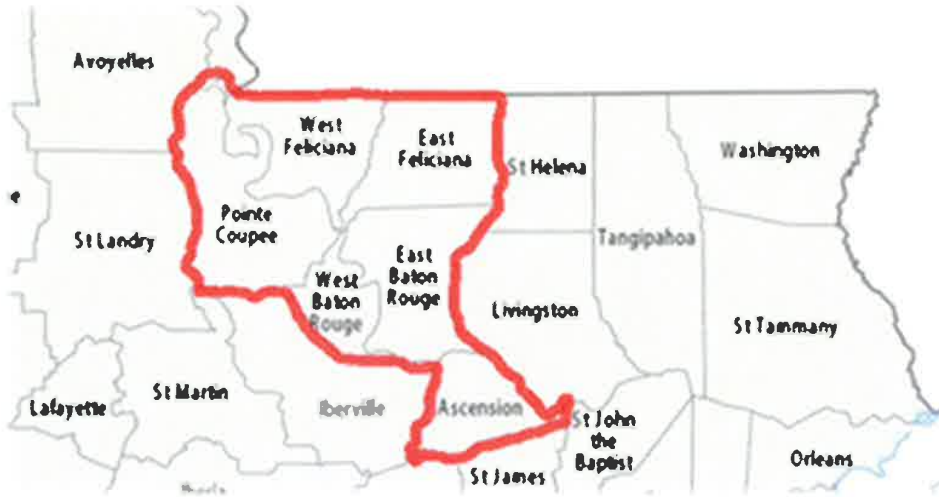 Avoyelles
West
Feliciana
East
Feliciana
St Helena
Washington
e
St Landry
Pointe
Coupee
Tangipahoa
West
Baton
Rouge
East
Baton
Rouge
Livingston
St Tammany
Lafayette
St Martin
Iberville
Ascension
St John
the
Baptist
St James
Orleans